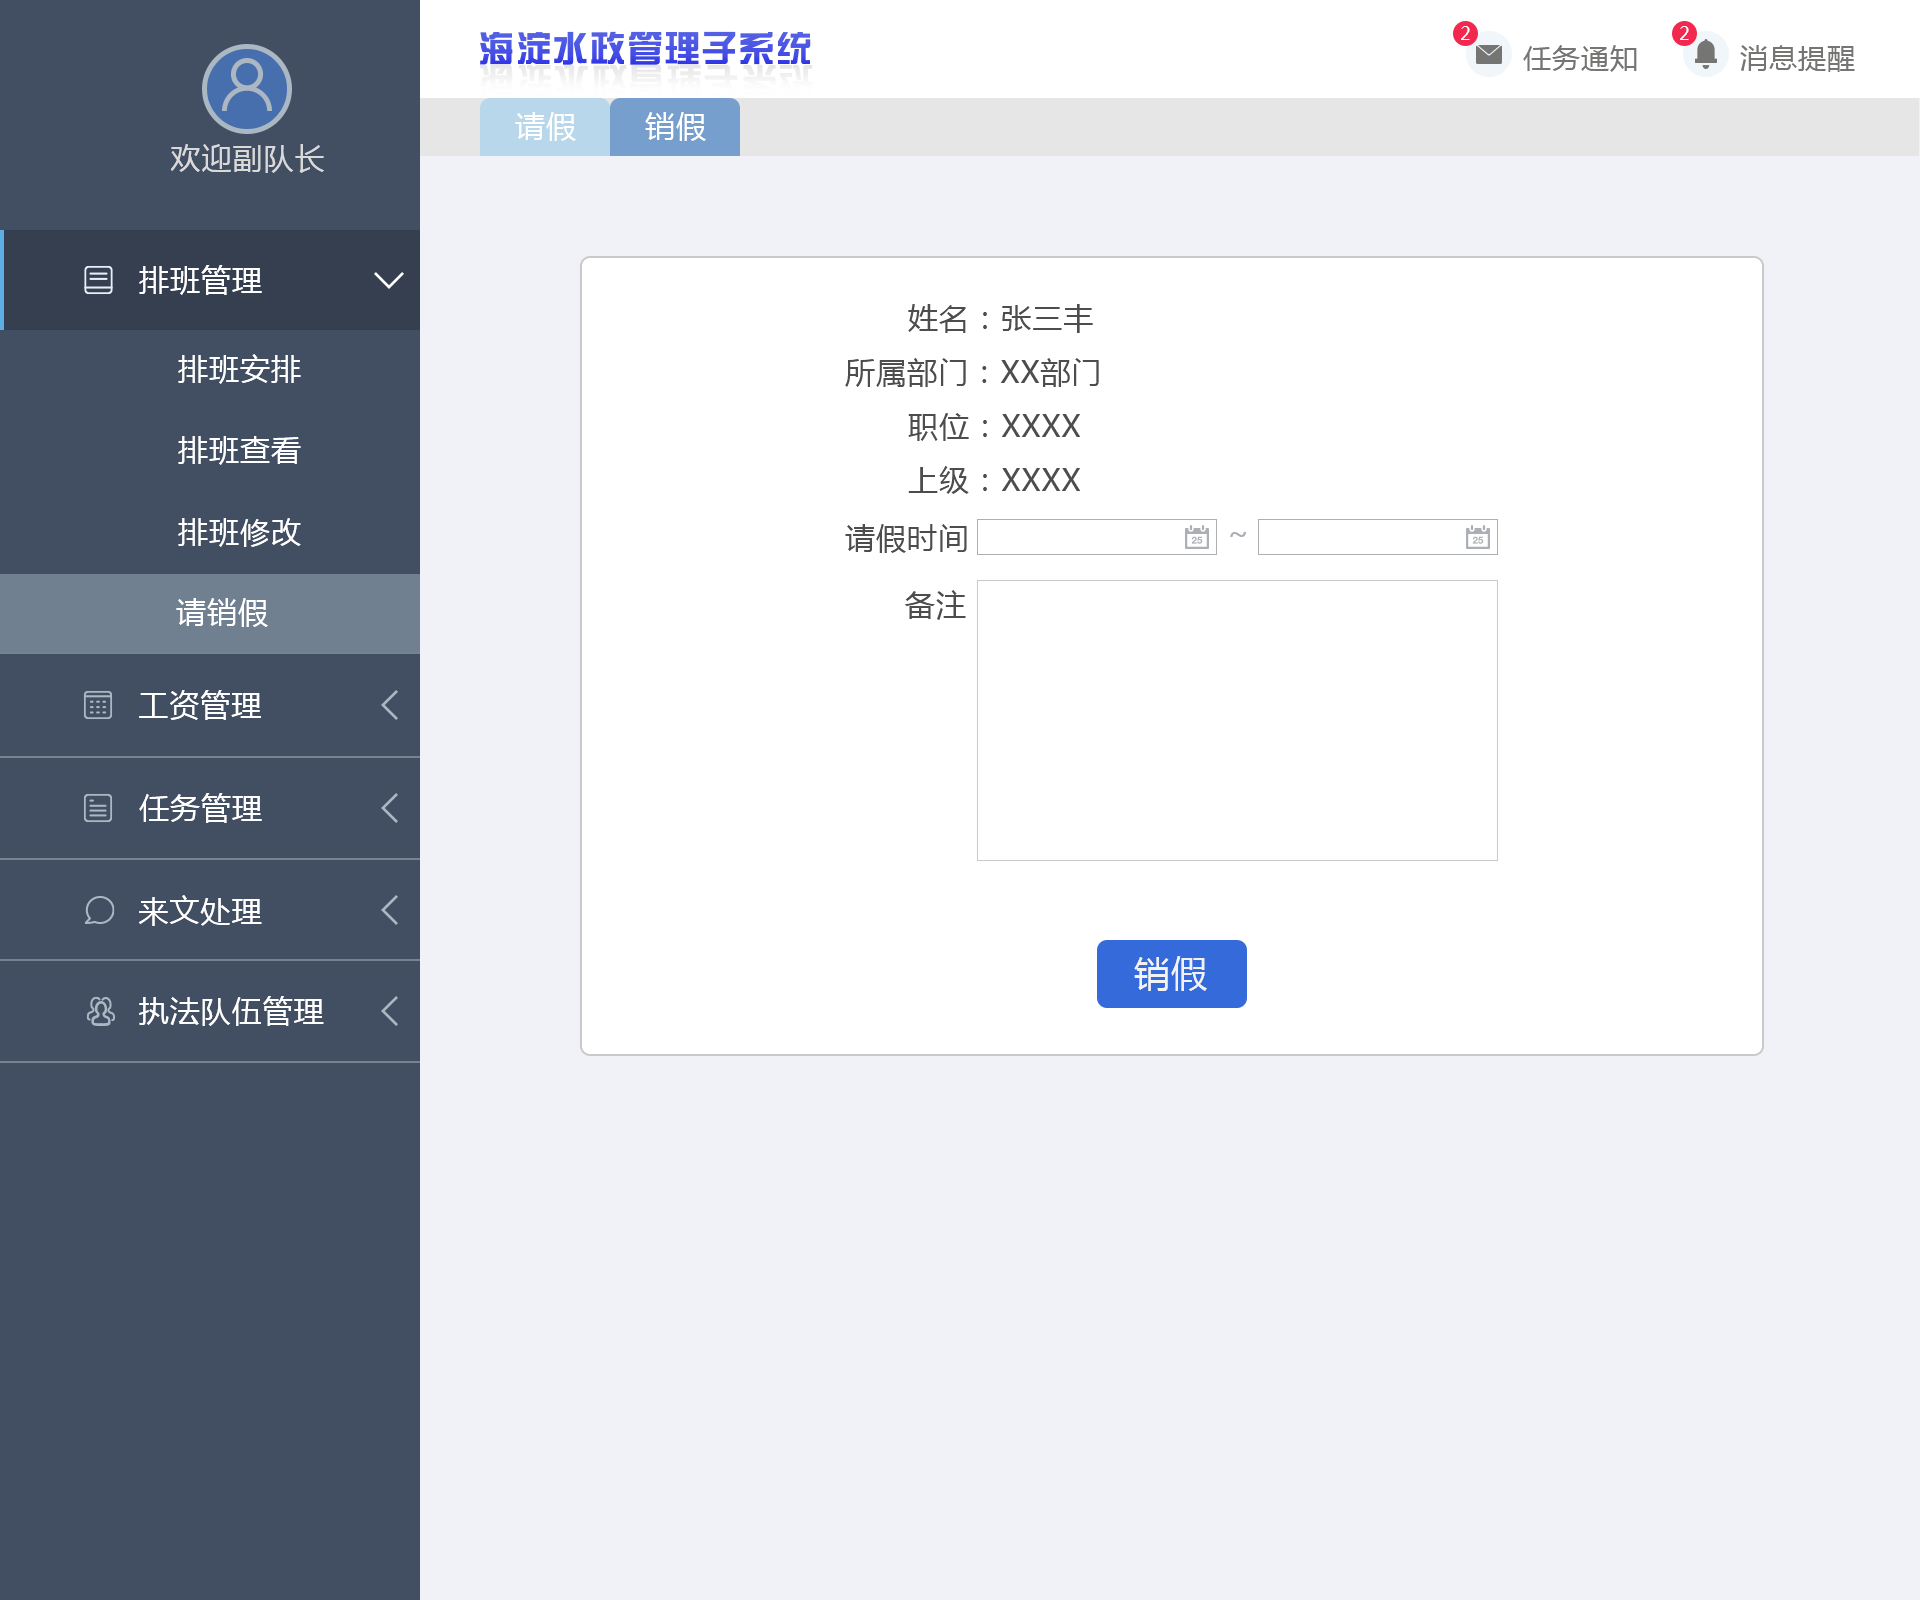 欢迎副队长
排班管理
排班安排
排班查看
排班修改
请销假
工资管理
任务管理
来文处理
执法队伍管理
海淀水政管理子系统
2 任务通知
2 消息提醒
请假 销假
姓名：张三丰
所属部门：XX部门
职位：XXXX
上级：XXXX
请假时间 25 ~ 25
备注
销假